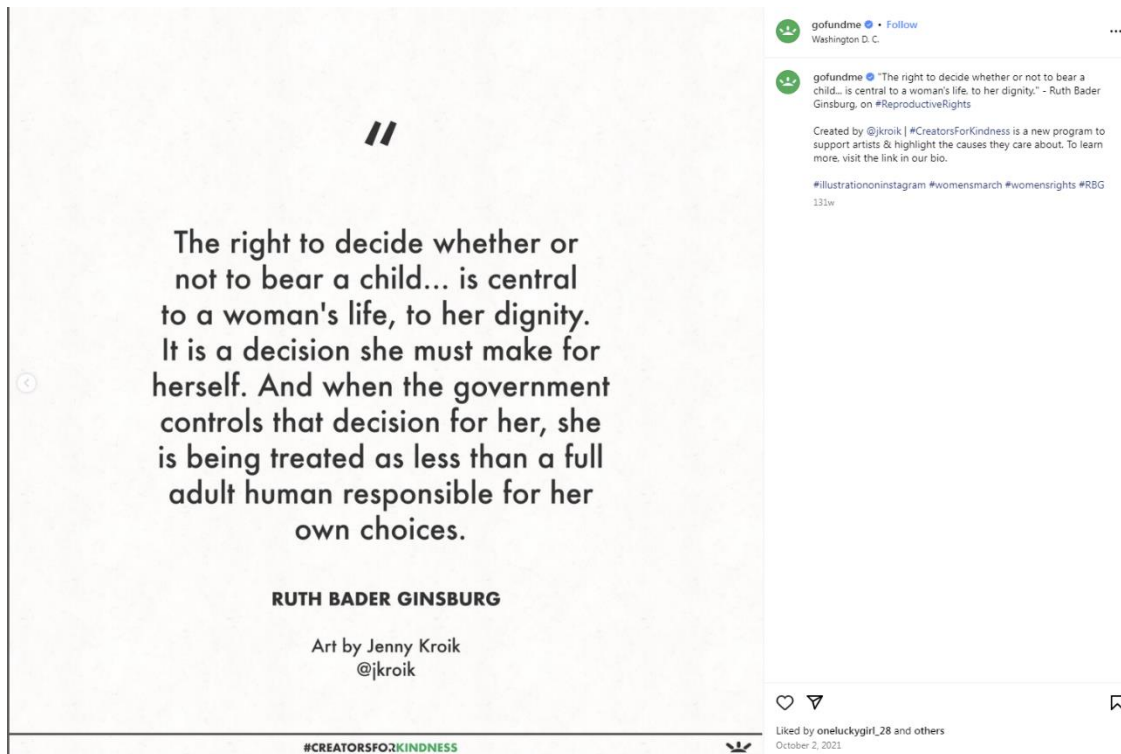 "
The right to decide whether or
not to bear a child... is central
to a woman's life, to her dignity.
It is a decision she must make for
herself. And when the government
controls that decision for her, she
is being treated as less than a full
adult human responsible for her
own choices.
RUTH BADER GINSBURG
Art by Jenny Kroik
@jkroik
#CREATORSFORKINDNESS
gofundme • Follow
Washington D. C.
gofundme "The right to decide whether or not to bear a
child... is central to a woman's life, to her dignity." - Ruth Bader
Ginsburg, on #ReproductiveRights
Created by @jkroik | #CreatorsForKindness is a new program to
support artists & highlight the causes they care about. To learn
more, visit the link in our bio.
#illustrationoninstagram #womensmarch #womensrights #RBG
131w
Liked by oneluckygirl_28 and others
October 2, 2021